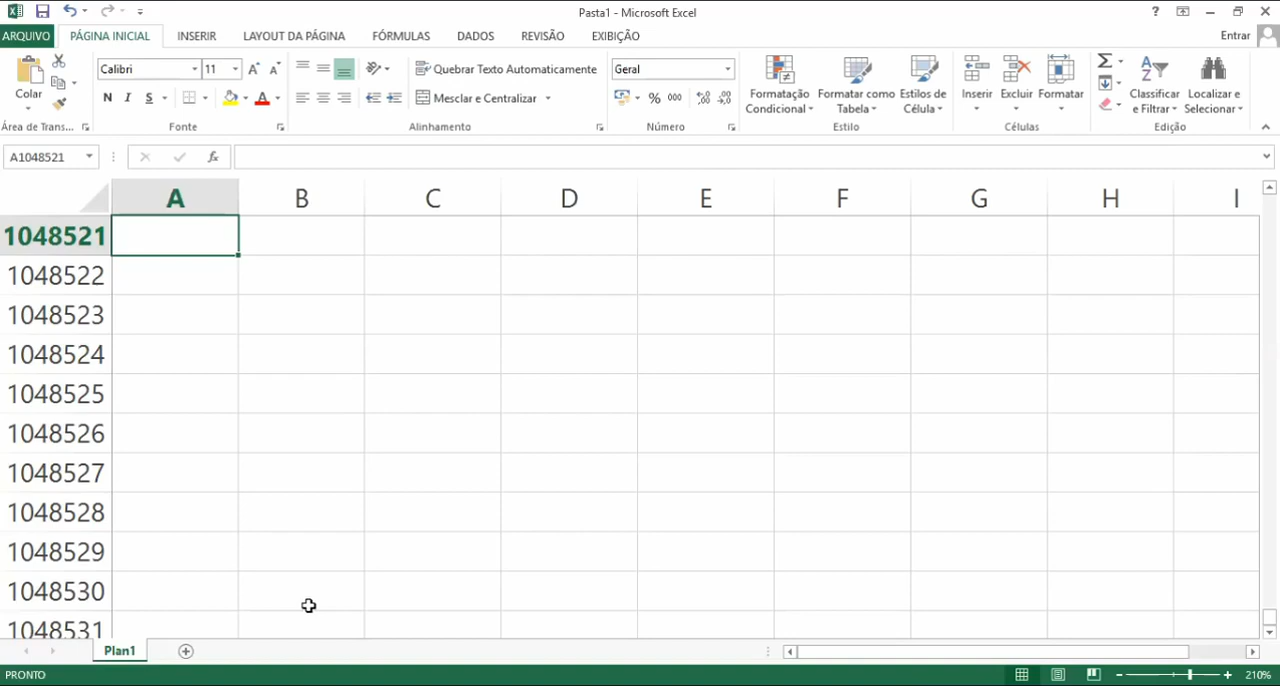 Pasta1 - Microsoft Excel
?
ARQUIVO PÁGINA INICIAL INSERIR LAYOUT DA PÁGINA FÓRMULAS DADOS REVISÃO EXIBIÇÃO Entrar
Colar
Calibri 11
N I S
Quebrar Texto Automaticamente
Mesclar e Centralizar
Geral
% 000
Formatação Condicional
Formatar como Tabela
Estilos de Célula
Inserir Excluir Formatar
Classificar e Filtrar
Localizar e Selecionar
Área de Trans... Fonte Alinhamento Número Estilo Células Edição
A1048521 fx
A B C D E F G H I
1048521
1048522
1048523
1048524
1048525
1048526
1048527
1048528
1048529
1048530
1048531
Plan1
PRONTO 210%